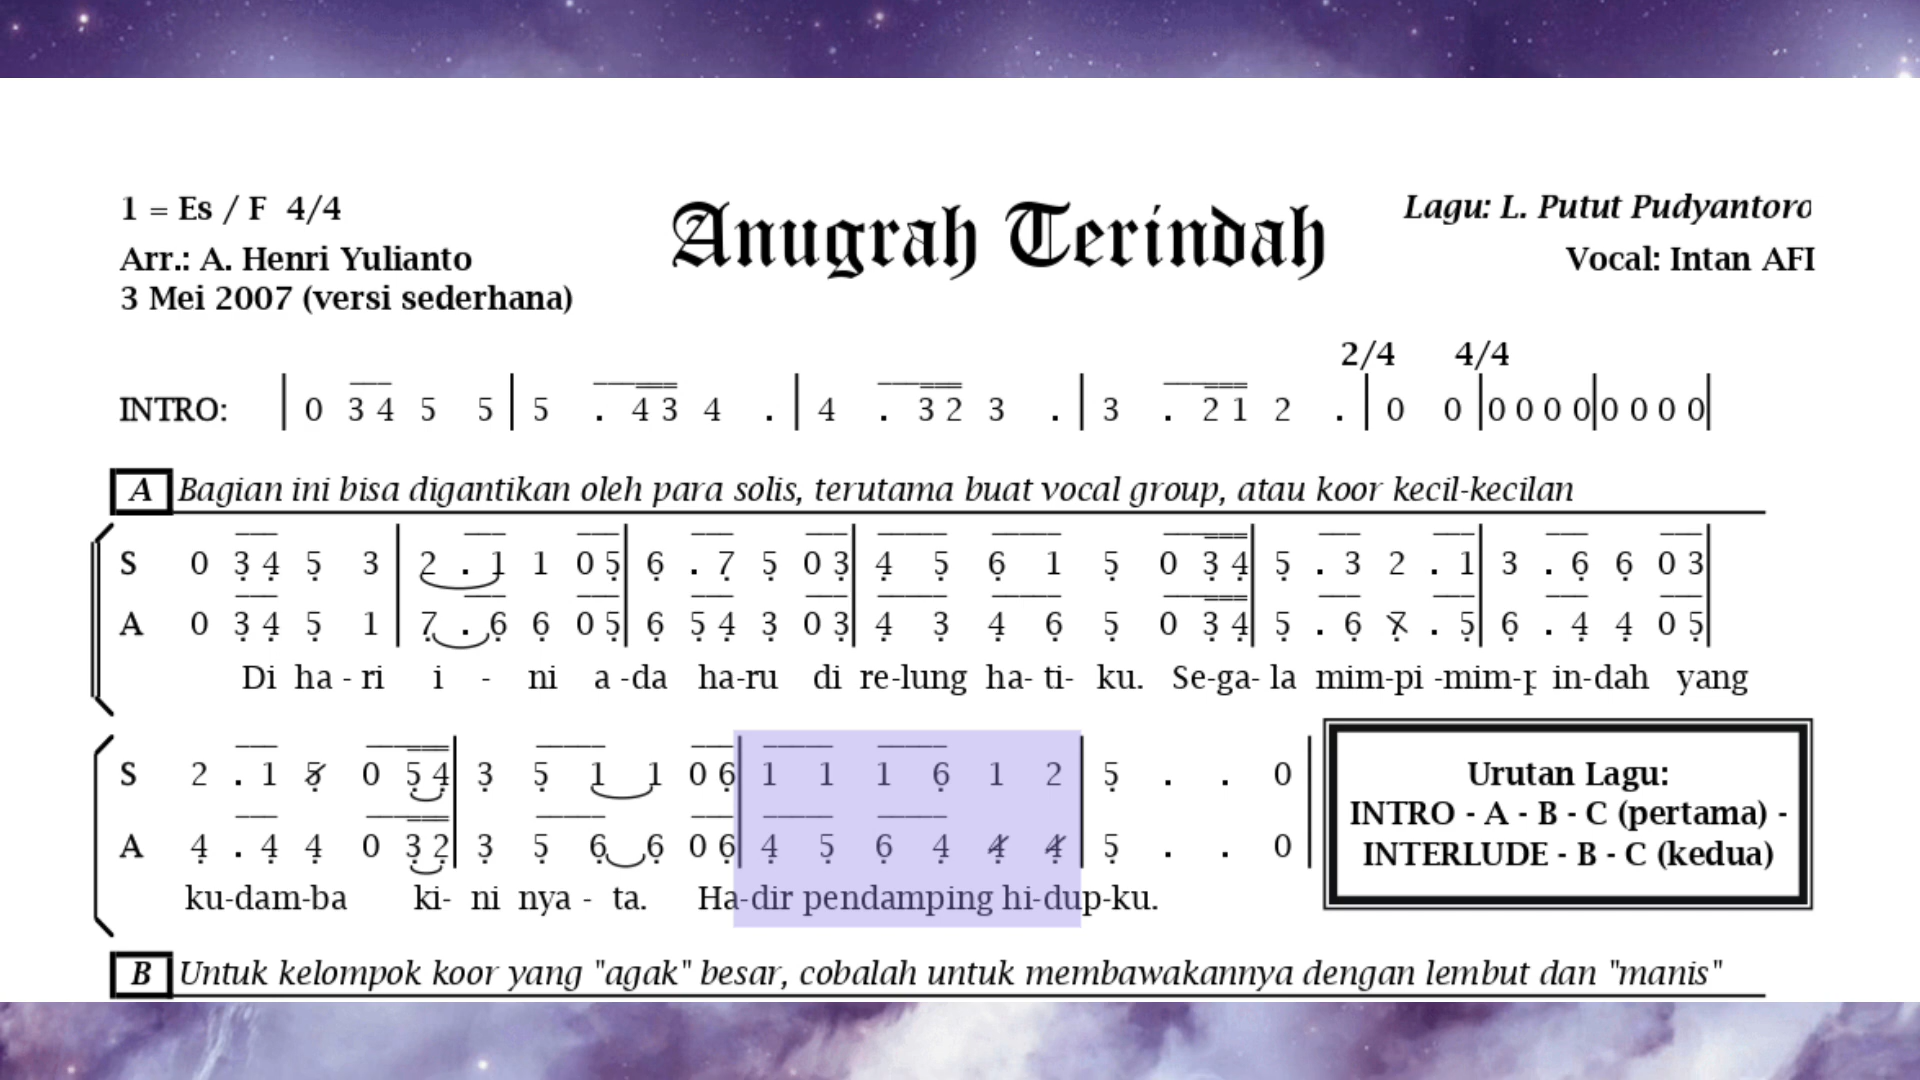 1 = Es / F  4/4
Arr.: A. Henri Yulianto
3 Mei 2007 (versi sederhana)
Anugrah Terindah
Lagu: L. Putut Pudyantoro
Vocal: Intan AFI
2/4 4/4
INTRO: | 0 3 4 5 5 | 5 . 4 3 4 . | 4 . 3 2 3 . | 3 . 2 1 2 . | 0 0 | 0 0 0 0 | 0 0 0 0 |
A Bagian ini bisa digantikan oleh para solis, terutama buat vocal group, atau koor kecil-kecilan
S 0 3 4 5 3 | 2 . 1 1 0 5 | 6 . 7 5 0 3 | 4 5 6 1 5 0 3 4 | 5 . 3 2 . 1 | 3 . 6 6 0 3 |
A 0 3 4 5 1 | 7 . 6 6 0 5 | 6 5 4 3 0 3 | 4 3 4 6 5 0 3 4 | 5 . 6 7 . 5 | 6 . 4 4 0 5 |
Di ha - ri i - ni a -da ha-ru di re-lung ha- ti- ku. Se-ga- la mim-pi -mim-p in-dah yang
S 2 . 1 5 0 5 4 | 3 5 1 1 0 6 | 1 1 1 6 1 2 | 5 . . 0 |
A 4 . 4 4 0 3 2 | 3 5 6 6 0 6 | 4 5 6 4 4 4 | 5 . . 0 |
ku-dam-ba ki- ni nya - ta. Ha-dir pendamping hi-dup-ku.
Urutan Lagu:
INTRO - A - B - C (pertama) -
INTERLUDE - B - C (kedua)
B Untuk kelompok koor yang "agak" besar, cobalah untuk membawakannya dengan lembut dan "manis"